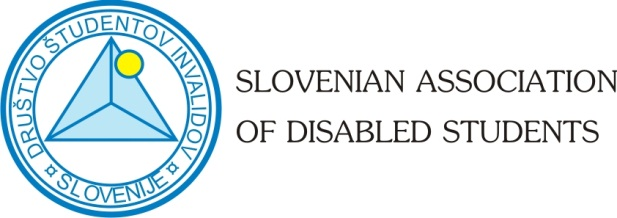 DRUŠTVO ŠTUDENTOV INVALIDOV
¤ SLOVENIJE ¤
SLOVENIAN ASSOCIATION
OF DISABLED STUDENTS